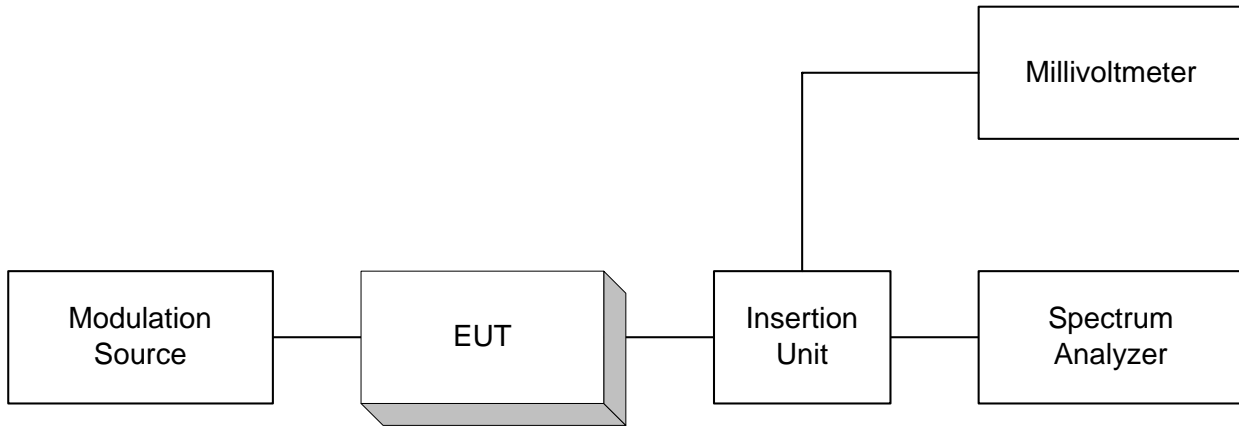 Millivoltmeter
Modulation
Source
EUT
Insertion
Unit
Spectrum
Analyzer